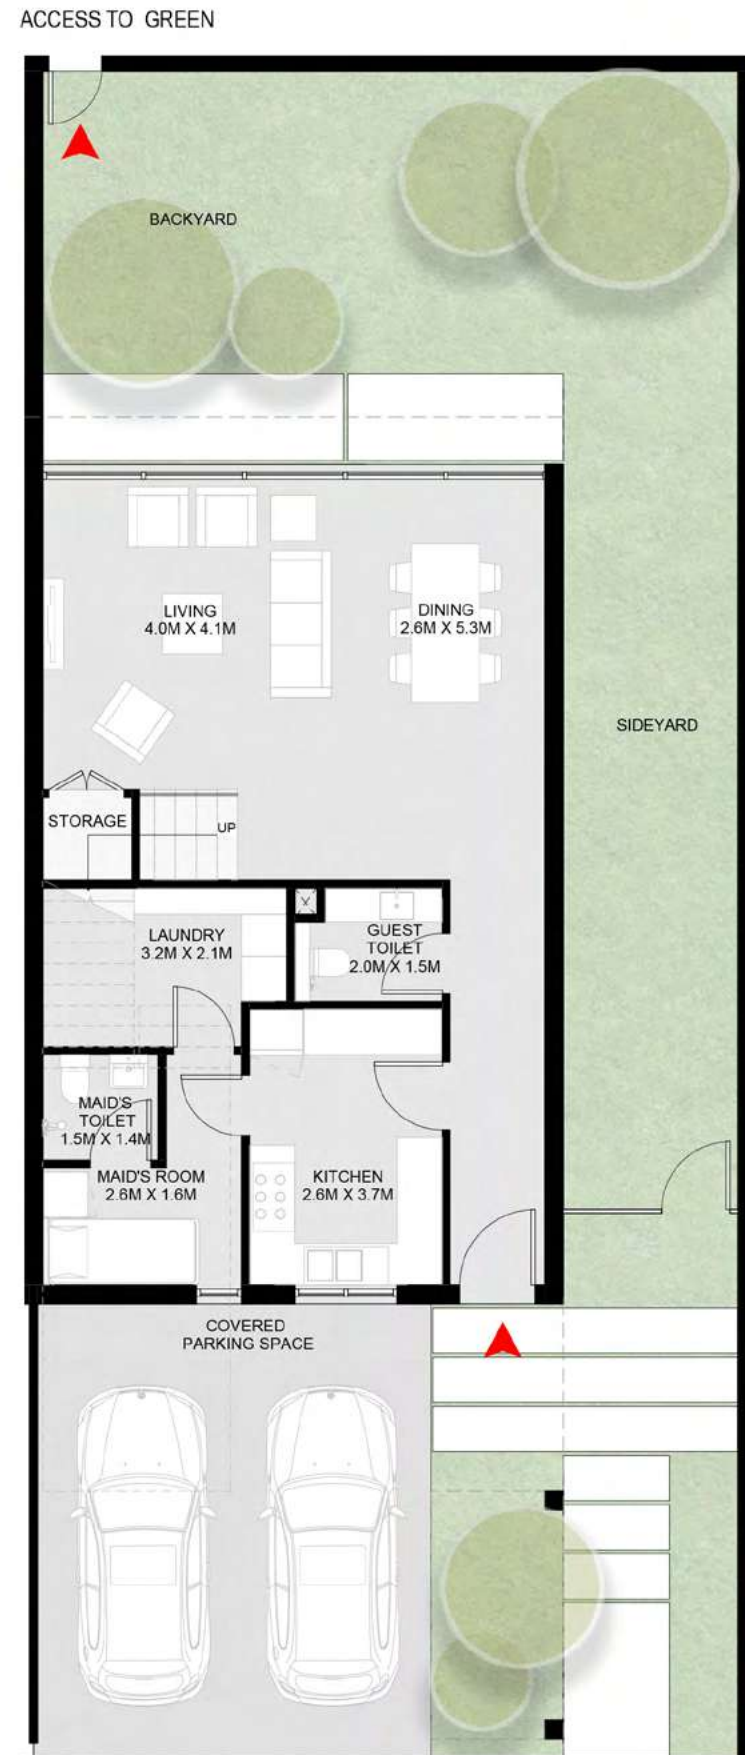 ACCESS TO GREEN
BACKYARD
LIVING
4.0M X 4.1M
DINING
2.6M X 5.3M
SIDEYARD
STORAGE
UP
LAUNDRY
3.2M X 2.1M
GUEST
TOILET
2.0M X 1.5M
MAID'S
TOILET
1.5M X 1.4M
MAID'S ROOM
2.6M X 1.6M
KITCHEN
2.6M X 3.7M
COVERED
PARKING SPACE